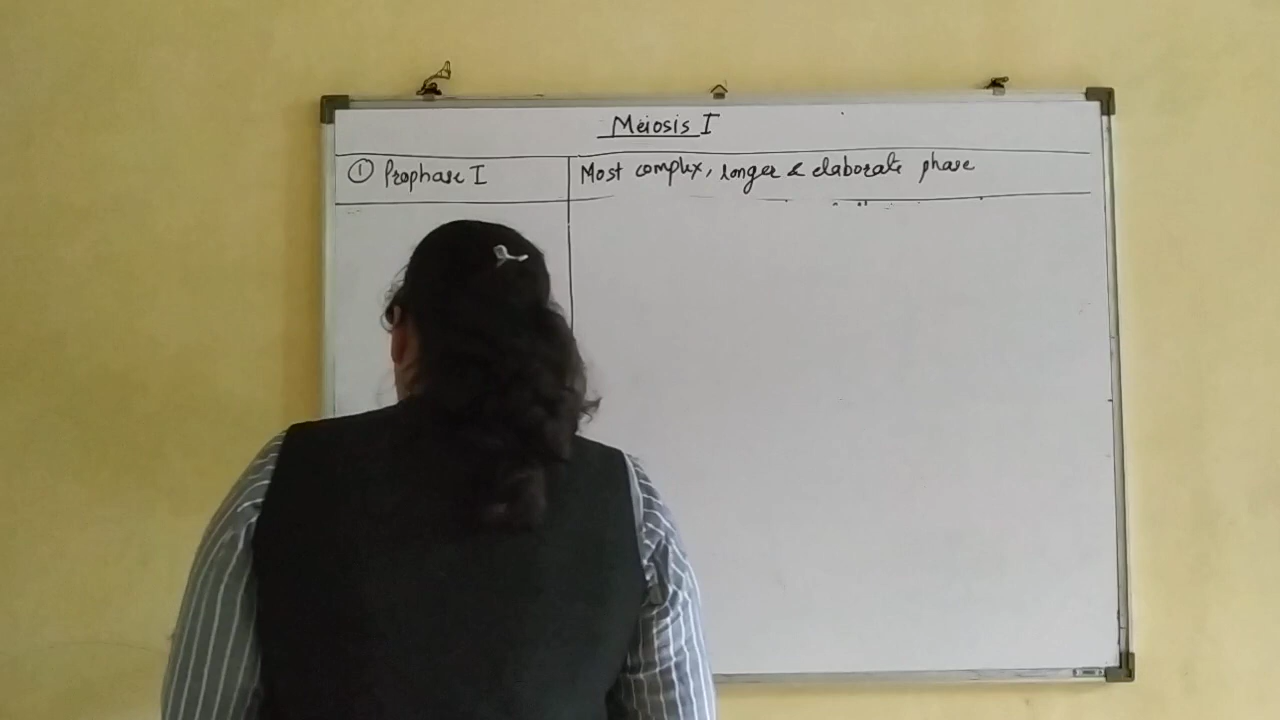 Meiosis I
① Prophase I
Most complex, longer & elaborate phase